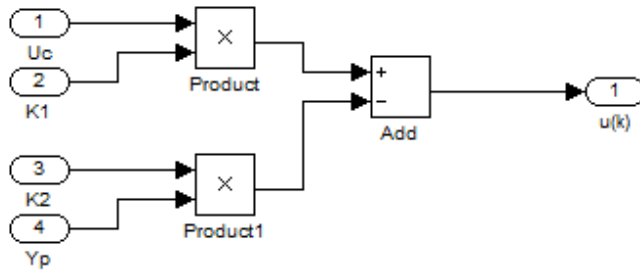 1
Uc
2
K1
×
Product
+
−
Add
1
u(k)
3
K2
4
Yp
×
Product1